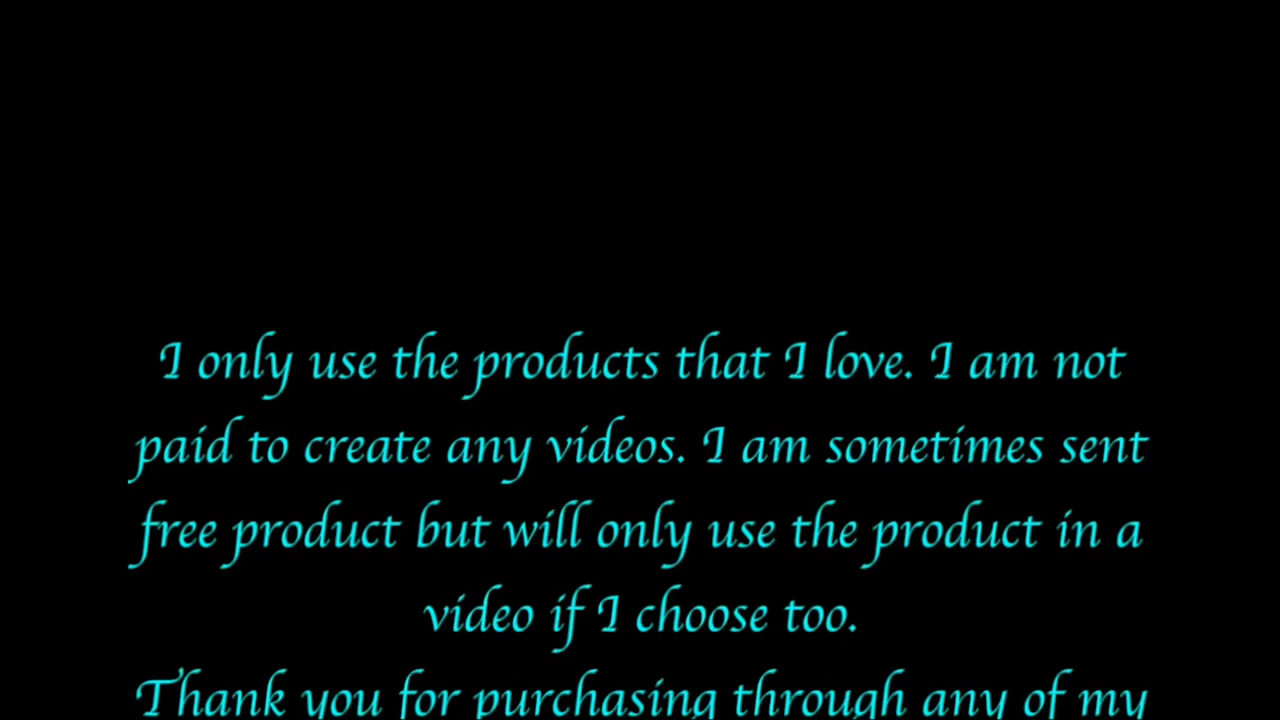 I only use the products that I love. I am not
paid to create any videos. I am sometimes sent
free product but will only use the product in a
video if I choose too.
Thank you for purchasing through any of my